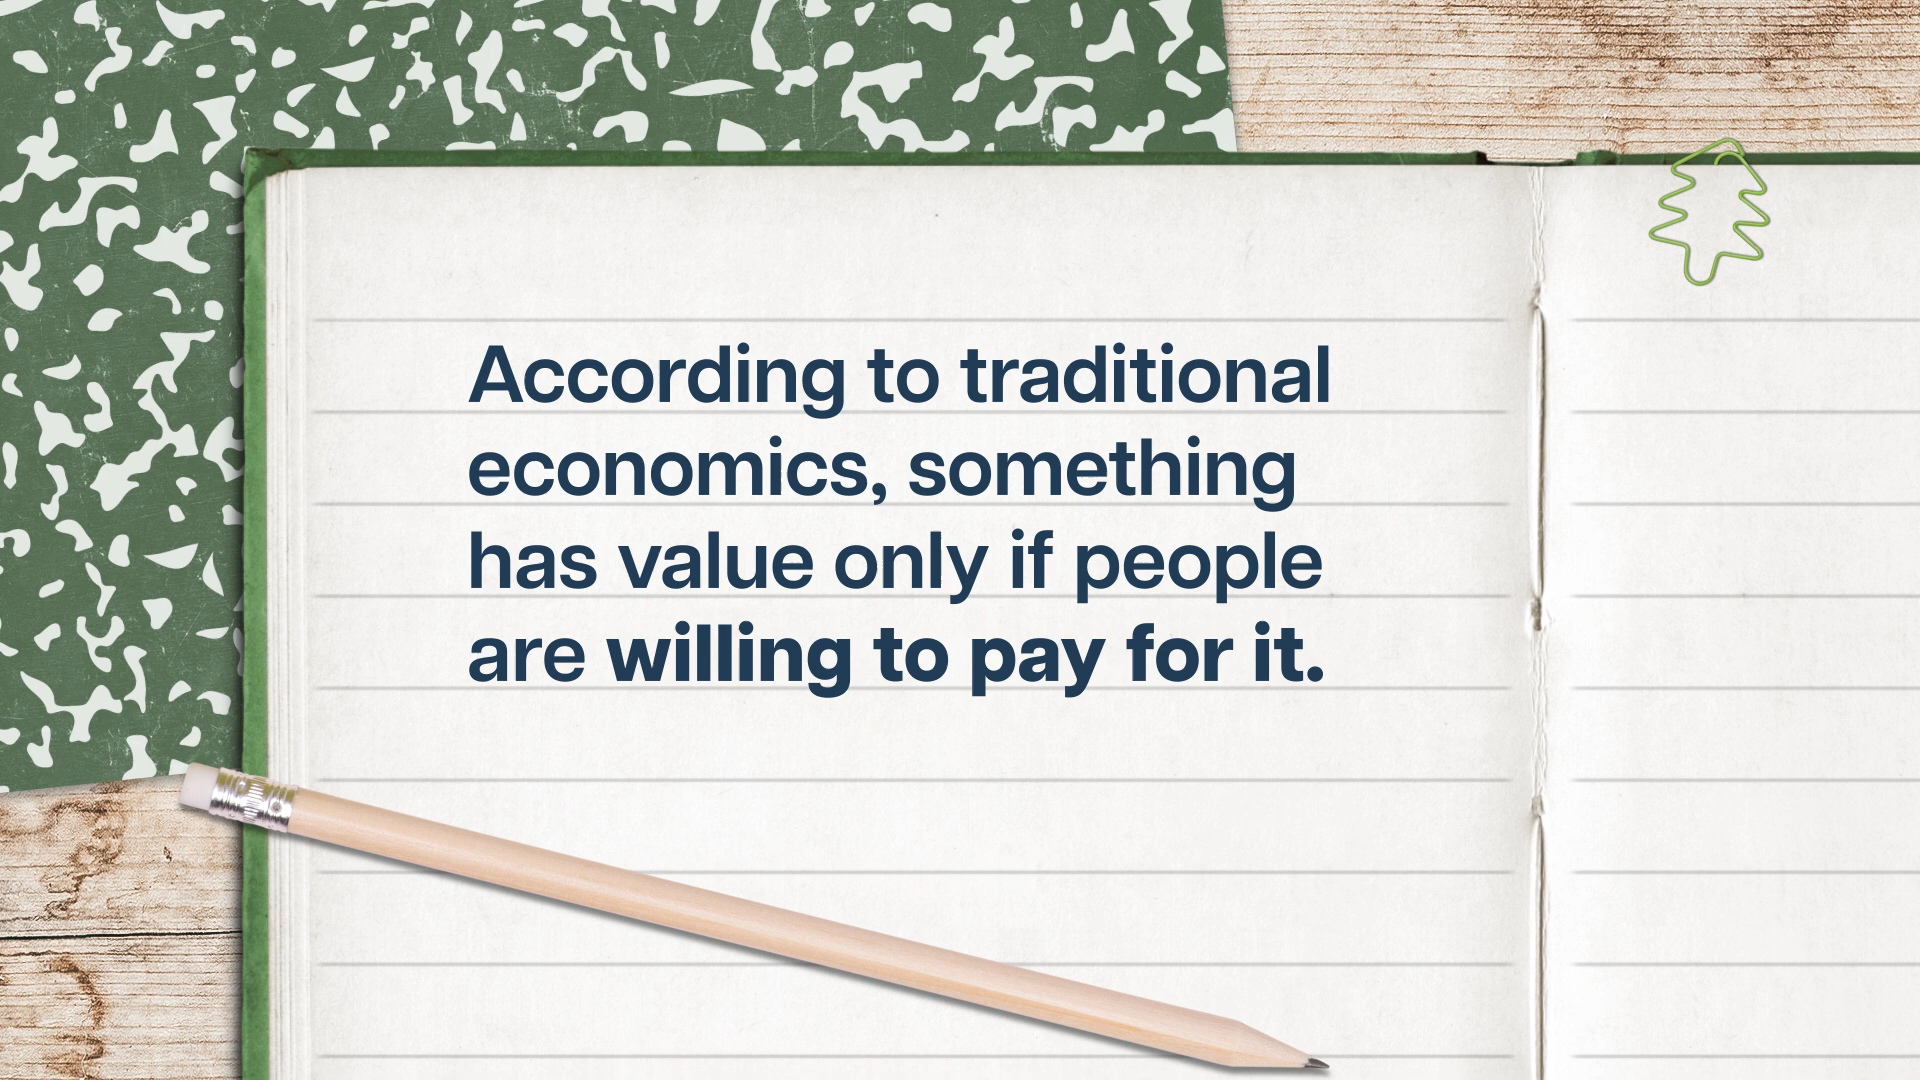 According to traditional
economics, something
has value only if people
are willing to pay for it.